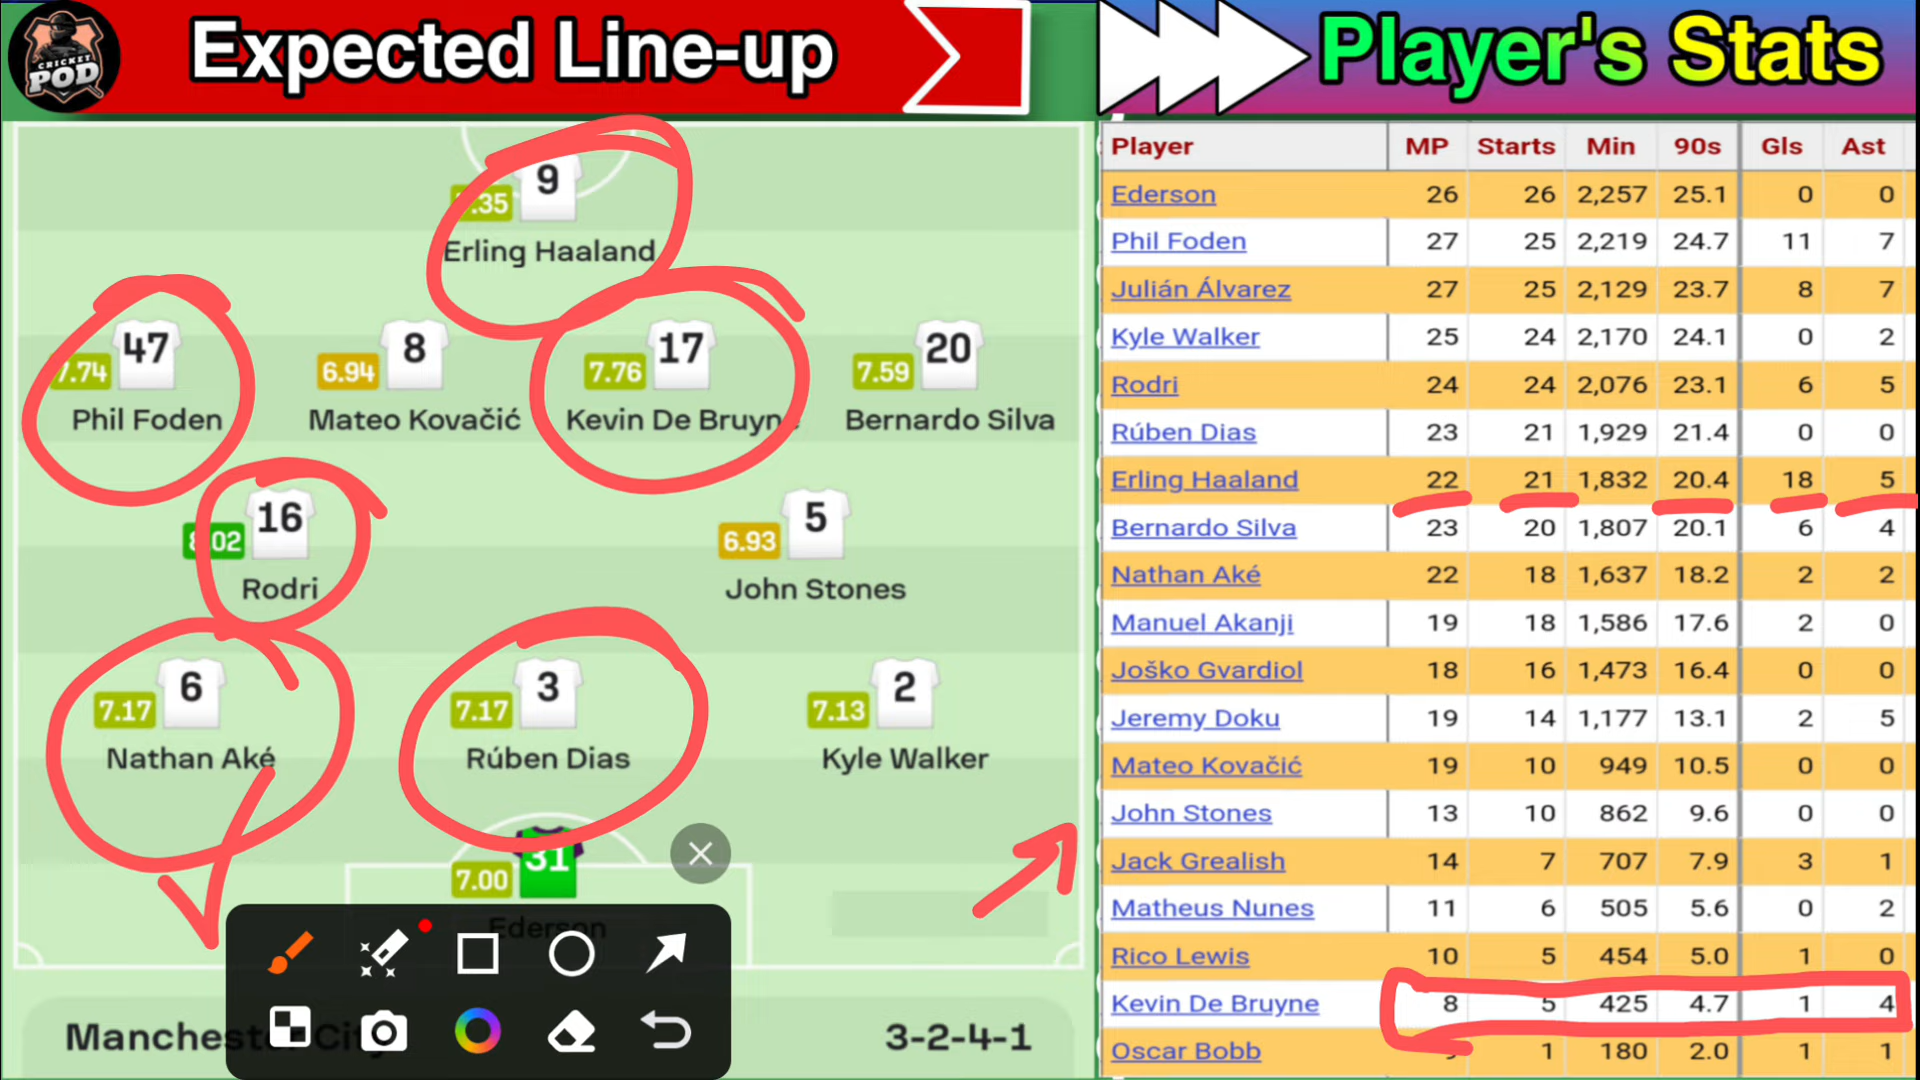 CRICKET
POD
Expected Line-up
Player's Stats
9
.35
Erling Haaland
47
7.74
Phil Foden
8
6.94
Mateo Kovačić
17
7.76
Kevin De Bruyne
20
7.59
Bernardo Silva
16
8.02
Rodri
5
6.93
John Stones
6
7.17
Nathan Aké
3
7.17
Rúben Dias
2
7.13
Kyle Walker
31
7.00
Ederson
Manchester City
3-2-4-1
Player MP Starts Min 90s Gls Ast
Ederson 26 26 2,257 25.1 0 0
Phil Foden 27 25 2,219 24.7 11 7
Julián Álvarez 27 25 2,129 23.7 8 7
Kyle Walker 25 24 2,170 24.1 0 2
Rodri 24 24 2,076 23.1 6 5
Rúben Dias 23 21 1,929 21.4 0 0
Erling Haaland 22 21 1,832 20.4 18 5
Bernardo Silva 23 20 1,807 20.1 6 4
Nathan Aké 22 18 1,637 18.2 2 2
Manuel Akanji 19 18 1,586 17.6 2 0
Joško Gvardiol 18 16 1,473 16.4 0 0
Jeremy Doku 19 14 1,177 13.1 2 5
Mateo Kovačić 19 10 949 10.5 0 0
John Stones 13 10 862 9.6 0 0
Jack Grealish 14 7 707 7.9 3 1
Matheus Nunes 11 6 505 5.6 0 2
Rico Lewis 10 5 454 5.0 1 0
Kevin De Bruyne 8 5 425 4.7 1 4
Oscar Bobb 1 180 2.0 1 1